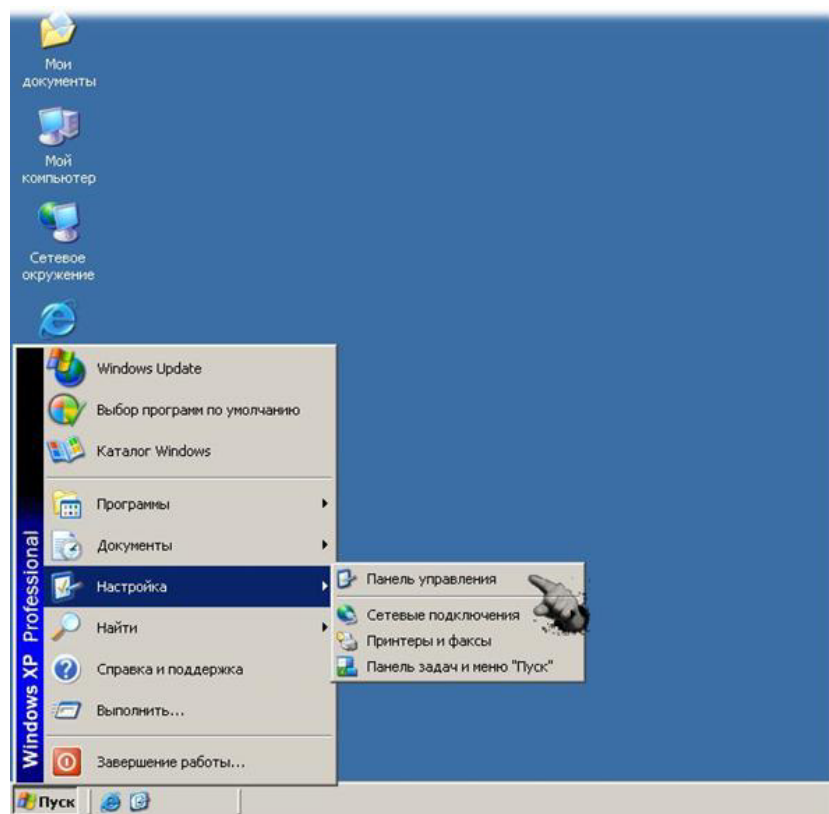 Мои
документы
Мой
компьютер
Сетевое
окружение
Windows Update
Выбор программ по умолчанию
Каталог Windows
Программы
Документы
Настройка
Найти
Справка и поддержка
Выполнить...
Завершение работы...
Windows XP Professional
Панель управления
Сетевые подключения
Принтеры и факсы
Панель задач и меню "Пуск"
Пуск